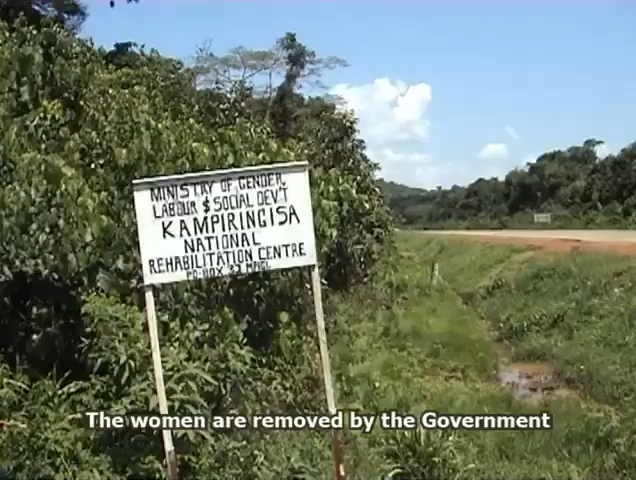 MINISTRY OF GENDER,
LABOUR $ SOCIAL DEV'T
KAMPIRINGISA
NATIONAL
REHABILITATION CENTRE
PO·BOX 32 MPIGI
The women are removed by the Government